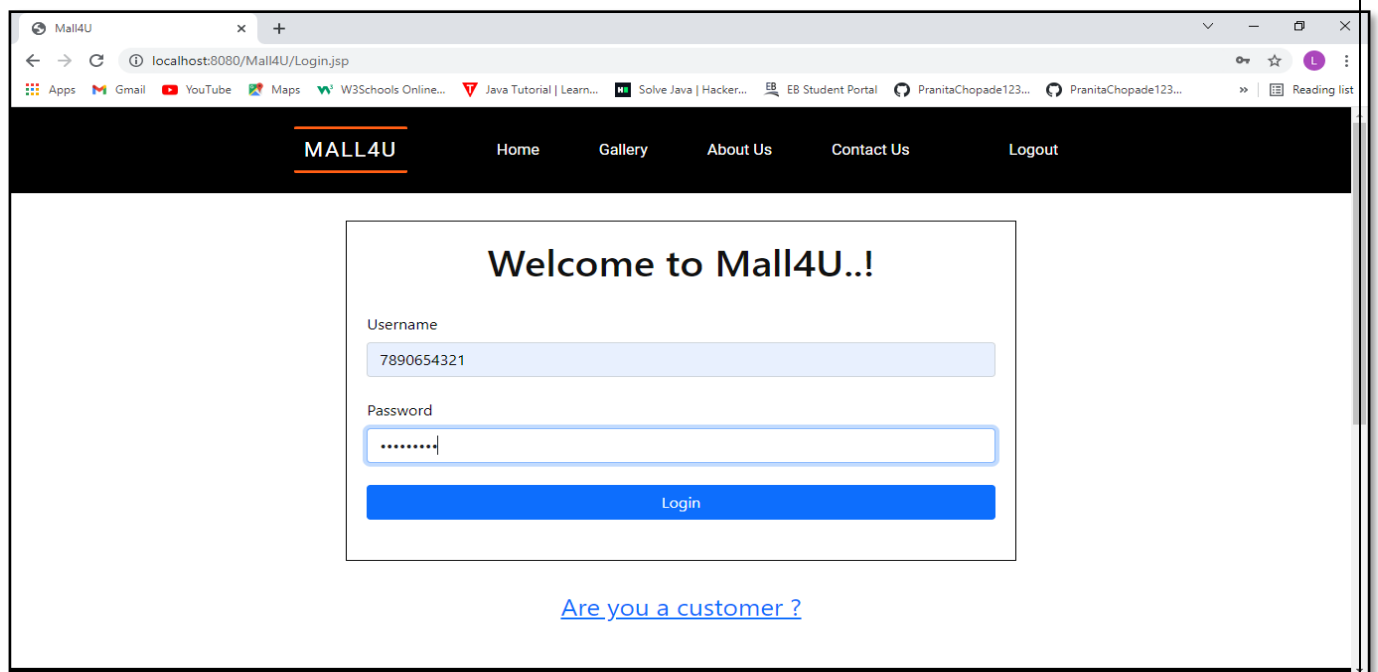 Mall4U
localhost:8080/Mall4U/Login.jsp
Apps Gmail YouTube Maps W3Schools Online... Java Tutorial | Learn... Solve Java | Hacker... EB Student Portal PranitaChopade123... PranitaChopade123... » Reading list
MALL4U Home Gallery About Us Contact Us Logout
Welcome to Mall4U..!
Username
7890654321
Password
•••••••••
Login
Are you a customer ?